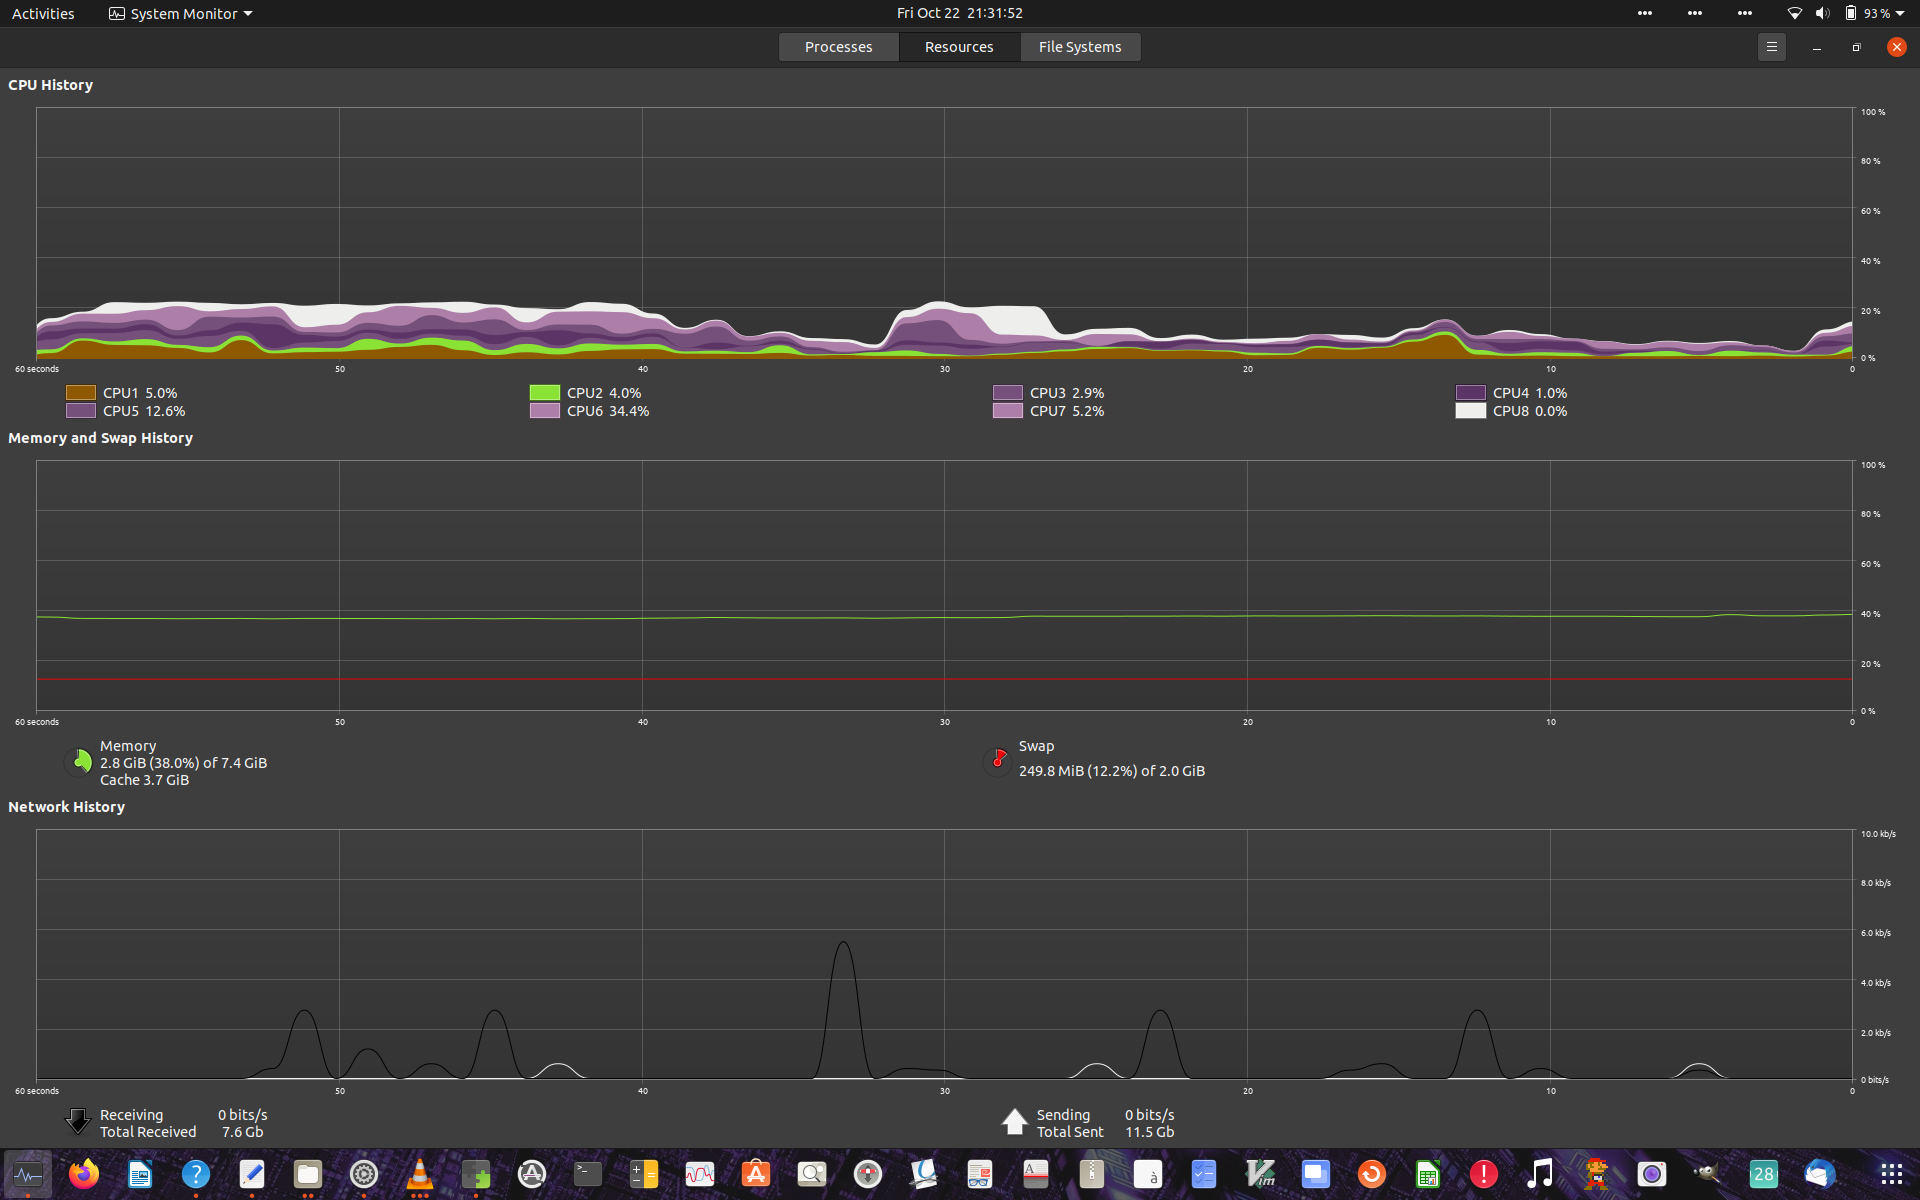 Activities System Monitor Fri Oct 22 21:31:52 93 %
Processes Resources File Systems
CPU History
100 %
80 %
60 %
40 %
20 %
0 %
60 seconds 50 40 30 20 10 0
CPU1 5.0% CPU2 4.0% CPU3 2.9% CPU4 1.0%
CPU5 12.6% CPU6 34.4% CPU7 5.2% CPU8 0.0%
Memory and Swap History
100 %
80 %
60 %
40 %
20 %
0 %
60 seconds 50 40 30 20 10 0
Memory
2.8 GiB (38.0%) of 7.4 GiB
Cache 3.7 GiB
Swap
249.8 MiB (12.2%) of 2.0 GiB
Network History
10.0 kb/s
8.0 kb/s
6.0 kb/s
4.0 kb/s
2.0 kb/s
0 bits/s
60 seconds 50 40 30 20 10 0
Receiving 0 bits/s
Total Received 7.6 Gb
Sending 0 bits/s
Total Sent 11.5 Gb
? >_ A à Vim ! 28